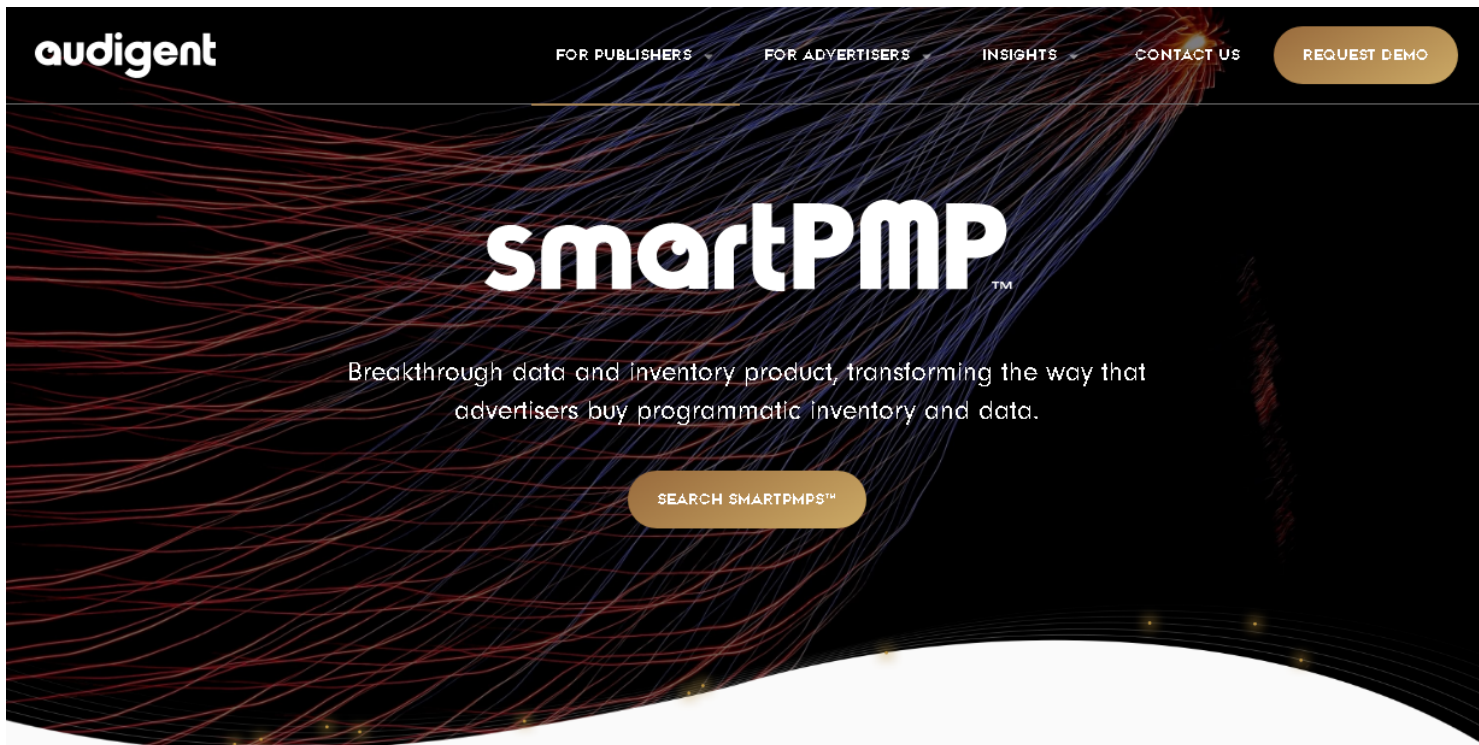 audigent
FOR PUBLISHERS
FOR ADVERTISERS
INSIGHTS
CONTACT US
REQUEST DEMO
smartPMP™
Breakthrough data and inventory product, transforming the way that
advertisers buy programmatic inventory and data.
SEARCH SMARTPMPS™